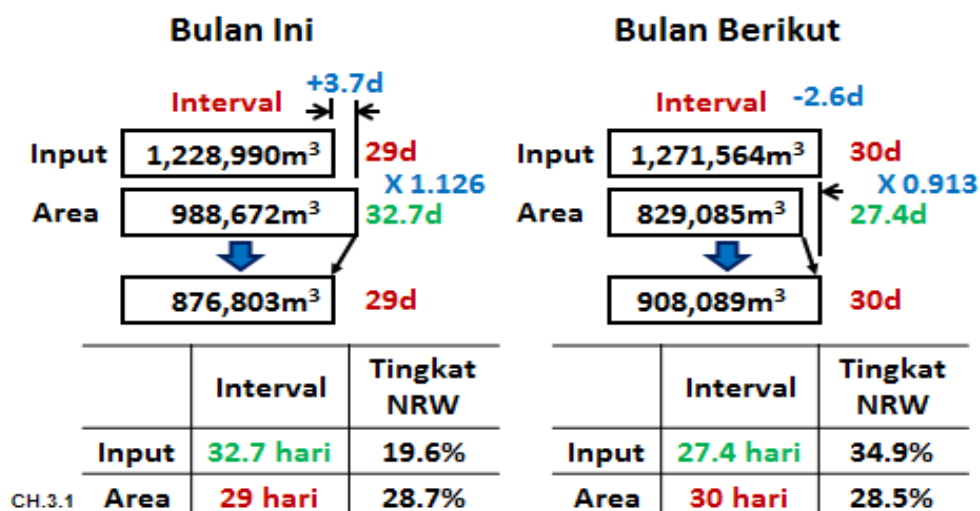 Bulan Ini
+3.7d
Interval
Input 1,228,990m³ 29d
X 1.126
Area 988,672m³ 32.7d
876,803m³ 29d
Interval Tingkat NRW
Input 32.7 hari 19.6%
Area 29 hari 28.7%
Bulan Berikut
Interval -2.6d
Input 1,271,564m³ 30d
X 0.913
Area 829,085m³ 27.4d
908,089m³ 30d
Interval Tingkat NRW
Input 27.4 hari 34.9%
Area 30 hari 28.5%
CH.3.1